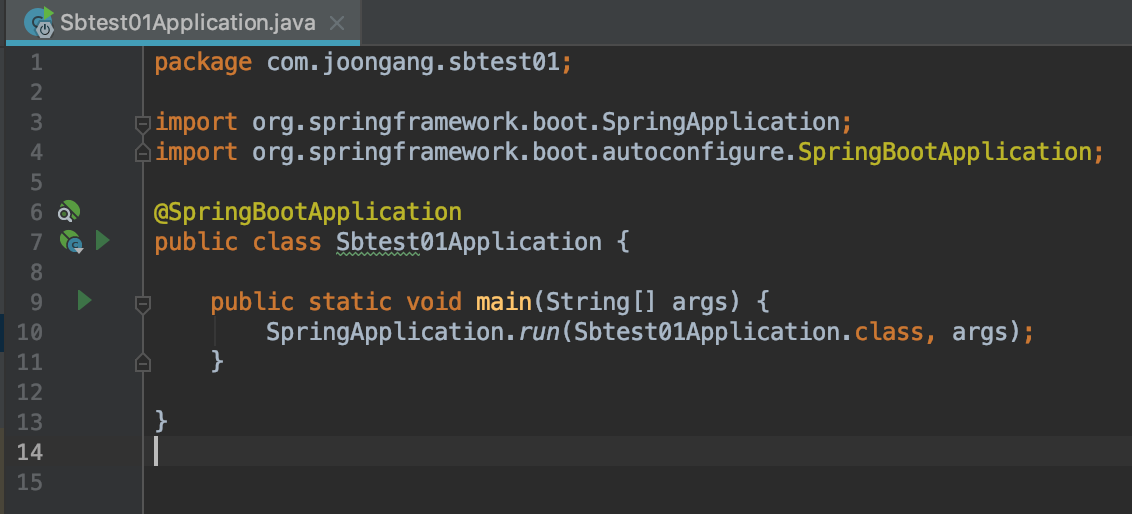 Sbtest01Application.java
1 package com.joongang.sbtest01;
2
3 import org.springframework.boot.SpringApplication;
4 import org.springframework.boot.autoconfigure.SpringBootApplication;
5
6 @SpringBootApplication
7 public class Sbtest01Application {
8
9     public static void main(String[] args) {
10         SpringApplication.run(Sbtest01Application.class, args);
11     }
12
13 }
14
15